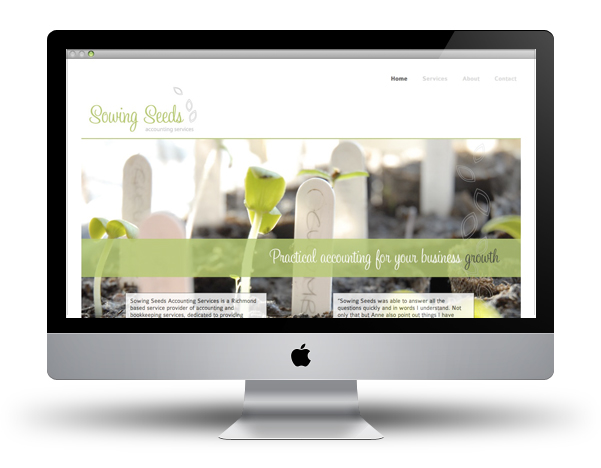 Home Services About Contact
Sowing Seeds
accounting services
Practical accounting for your business growth
Sowing Seeds Accounting Services is a Richmond
based service provider of accounting and
bookkeeping services, dedicated to providing
"Sowing Seeds was able to answer all the
questions quickly and in words I understand. Not
only that but Anne also point out things I have